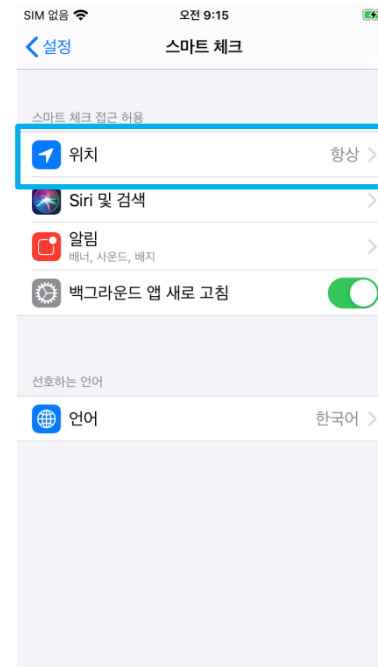 SIM 없음 오전 9:15
설정 스마트 체크
스마트 체크 접근 허용
위치 항상
Siri 및 검색
알림
배너, 사운드, 배지
백그라운드 앱 새로 고침
선호하는 언어
언어 한국어